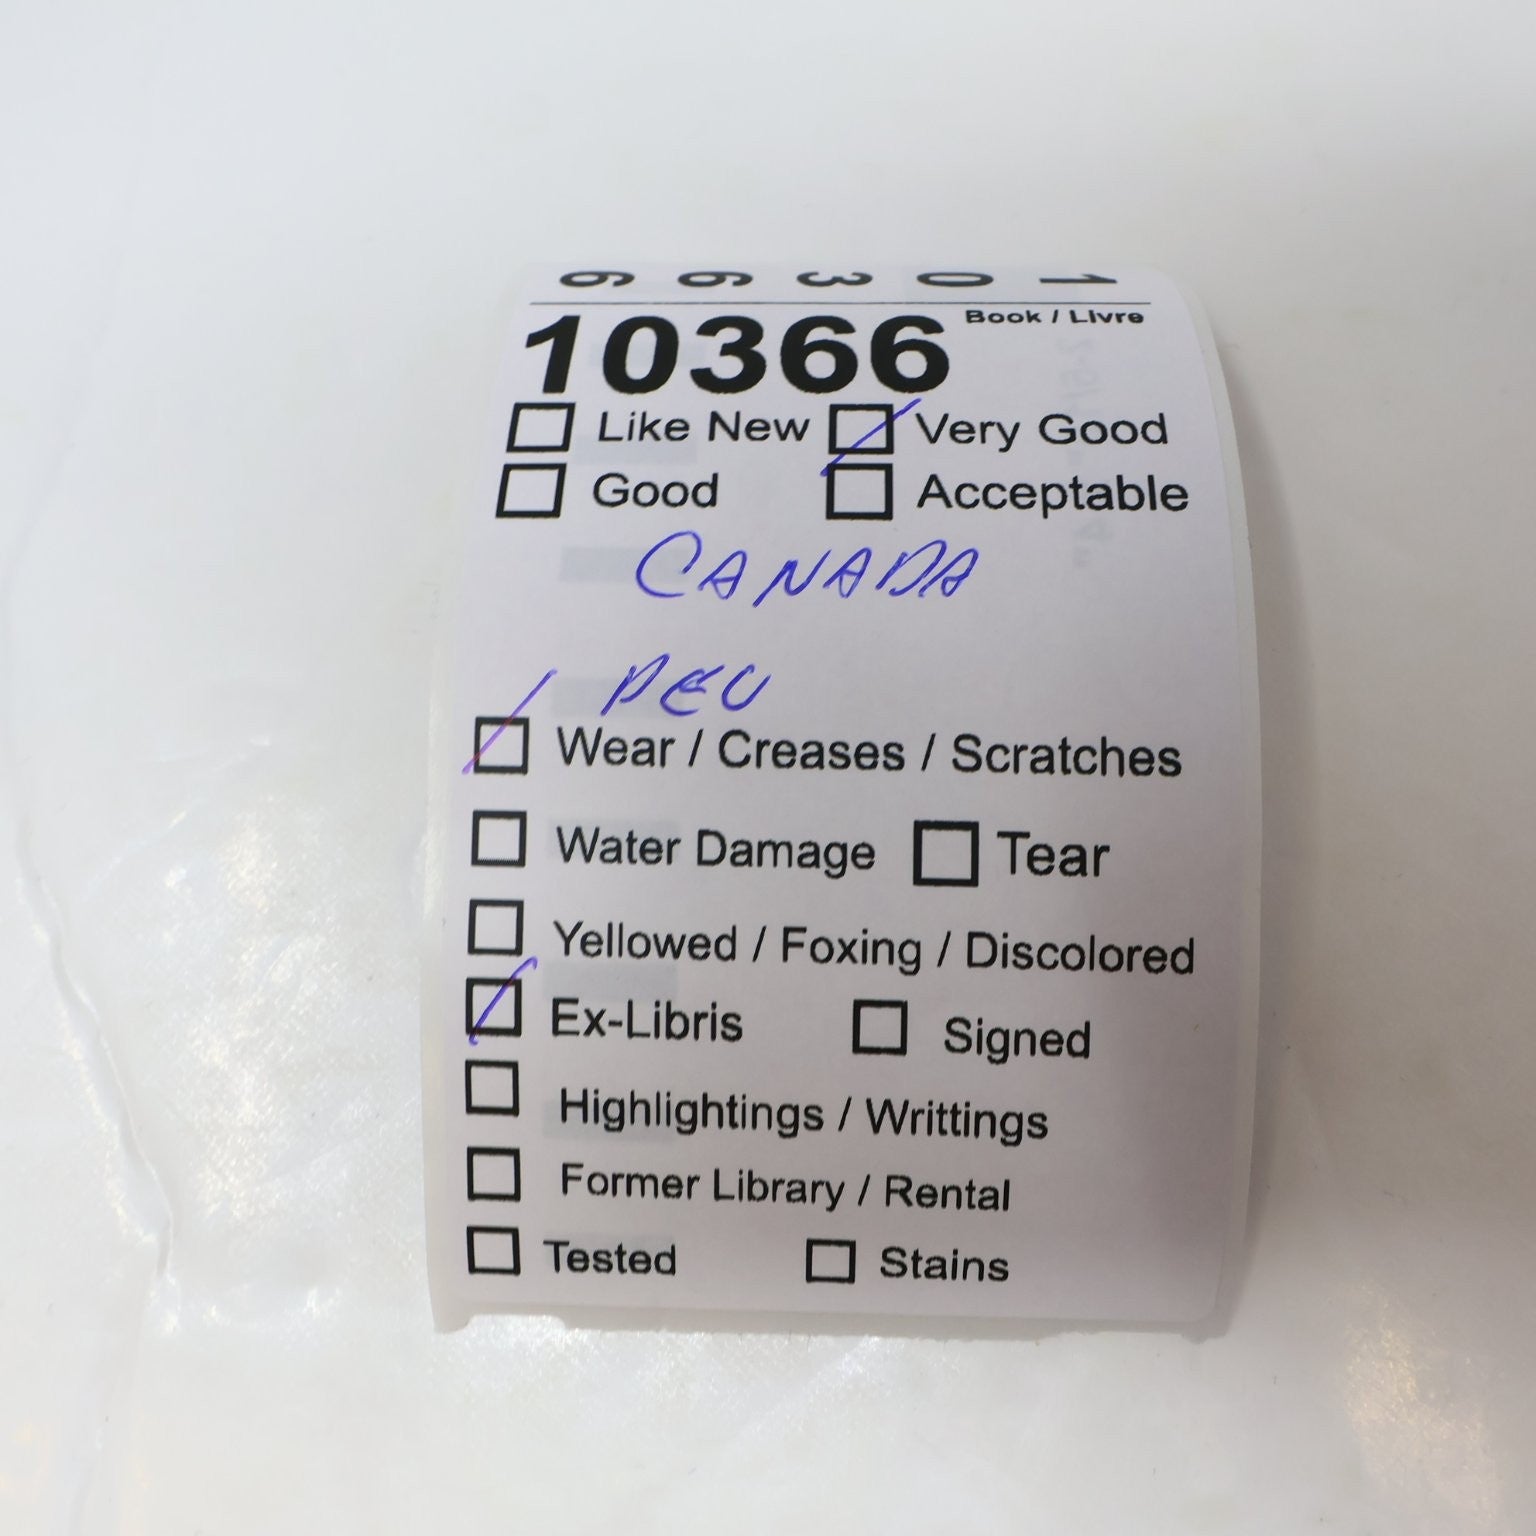 10366
10366 Book / Livre
Like New Very Good
Good Acceptable
CANADA
PEU
Wear / Creases / Scratches
Water Damage Tear
Yellowed / Foxing / Discolored
Ex-Libris Signed
Highlightings / Writtings
Former Library / Rental
Tested Stains